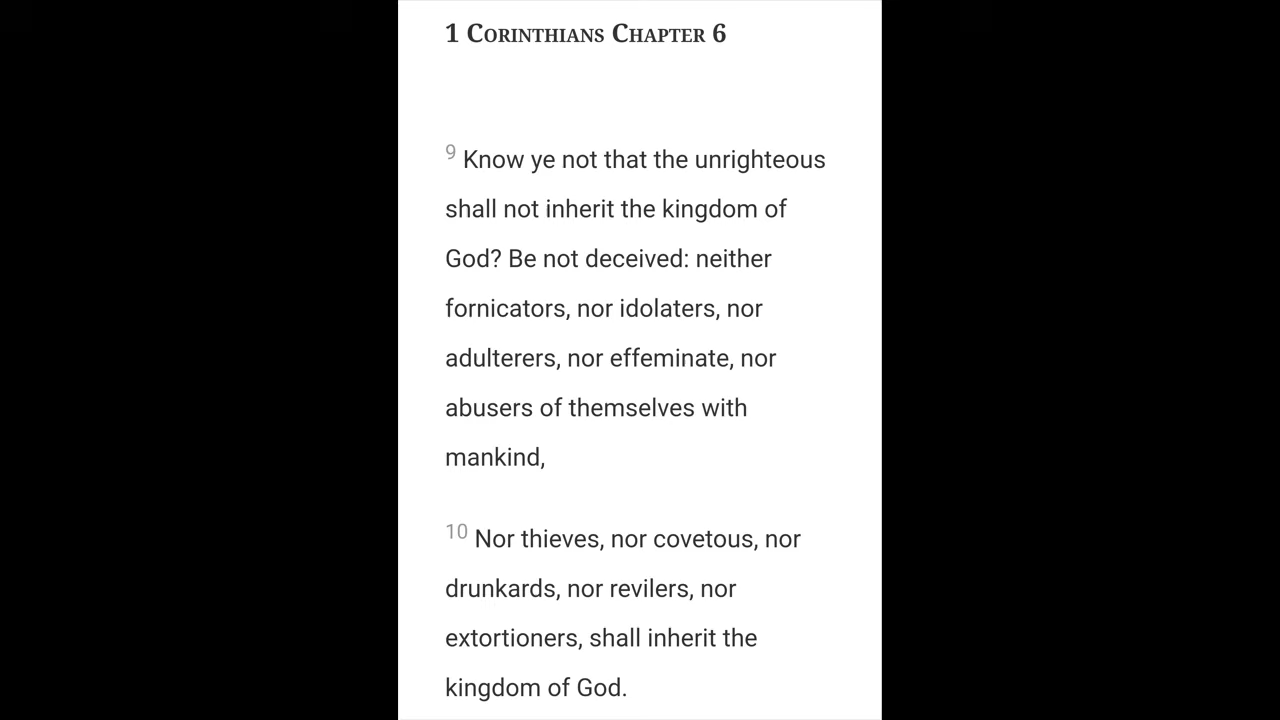 1 Corinthians Chapter 6
9 Know ye not that the unrighteous
shall not inherit the kingdom of
God? Be not deceived: neither
fornicators, nor idolaters, nor
adulterers, nor effeminate, nor
abusers of themselves with
mankind,
10 Nor thieves, nor covetous, nor
drunkards, nor revilers, nor
extortioners, shall inherit the
kingdom of God.